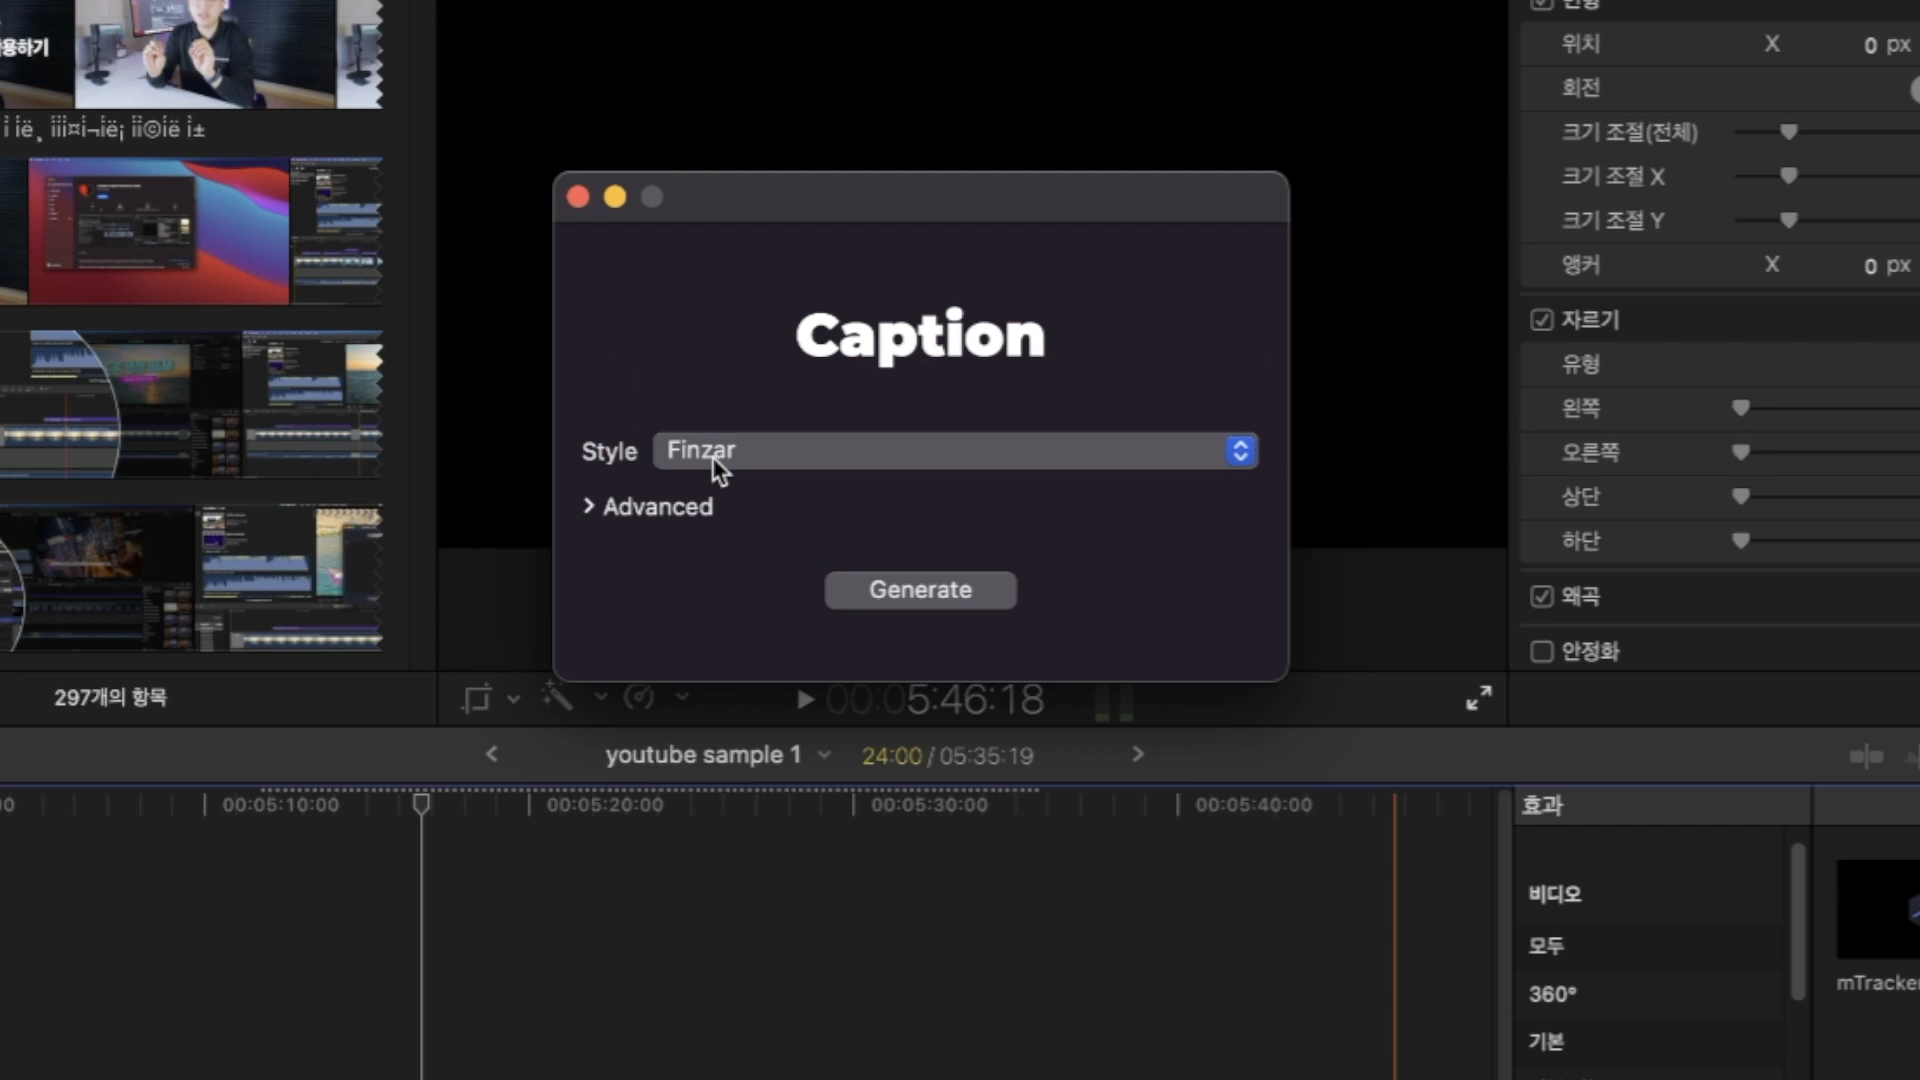 용하기
297개의 항목
Caption
Style Finzar
Advanced
Generate
00:05:46:18
youtube sample 1 24:00 / 05:35:19
00:05:10:00 00:05:20:00 00:05:30:00 00:05:40:00
위치 X 0 px
회전
크기 조절(전체)
크기 조절 X
크기 조절 Y
앵커 X 0 px
자르기
유형
왼쪽
오른쪽
상단
하단
왜곡
안정화
효과
비디오
모두
360°
기본